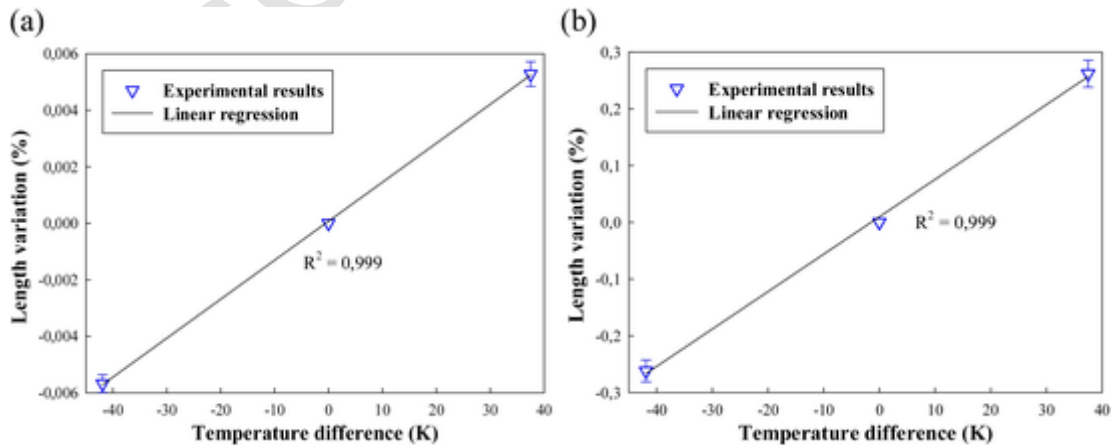 (a)
0,006
0,004
0,002
0,000
-0,002
-0,004
-0,006
Length variation (%)
Experimental results
Linear regression
R² = 0,999
-40 -30 -20 -10 0 10 20 30 40
Temperature difference (K)
(b)
0,3
0,2
0,1
0,0
-0,1
-0,2
-0,3
Length variation (%)
Experimental results
Linear regression
R² = 0,999
-40 -30 -20 -10 0 10 20 30 40
Temperature difference (K)